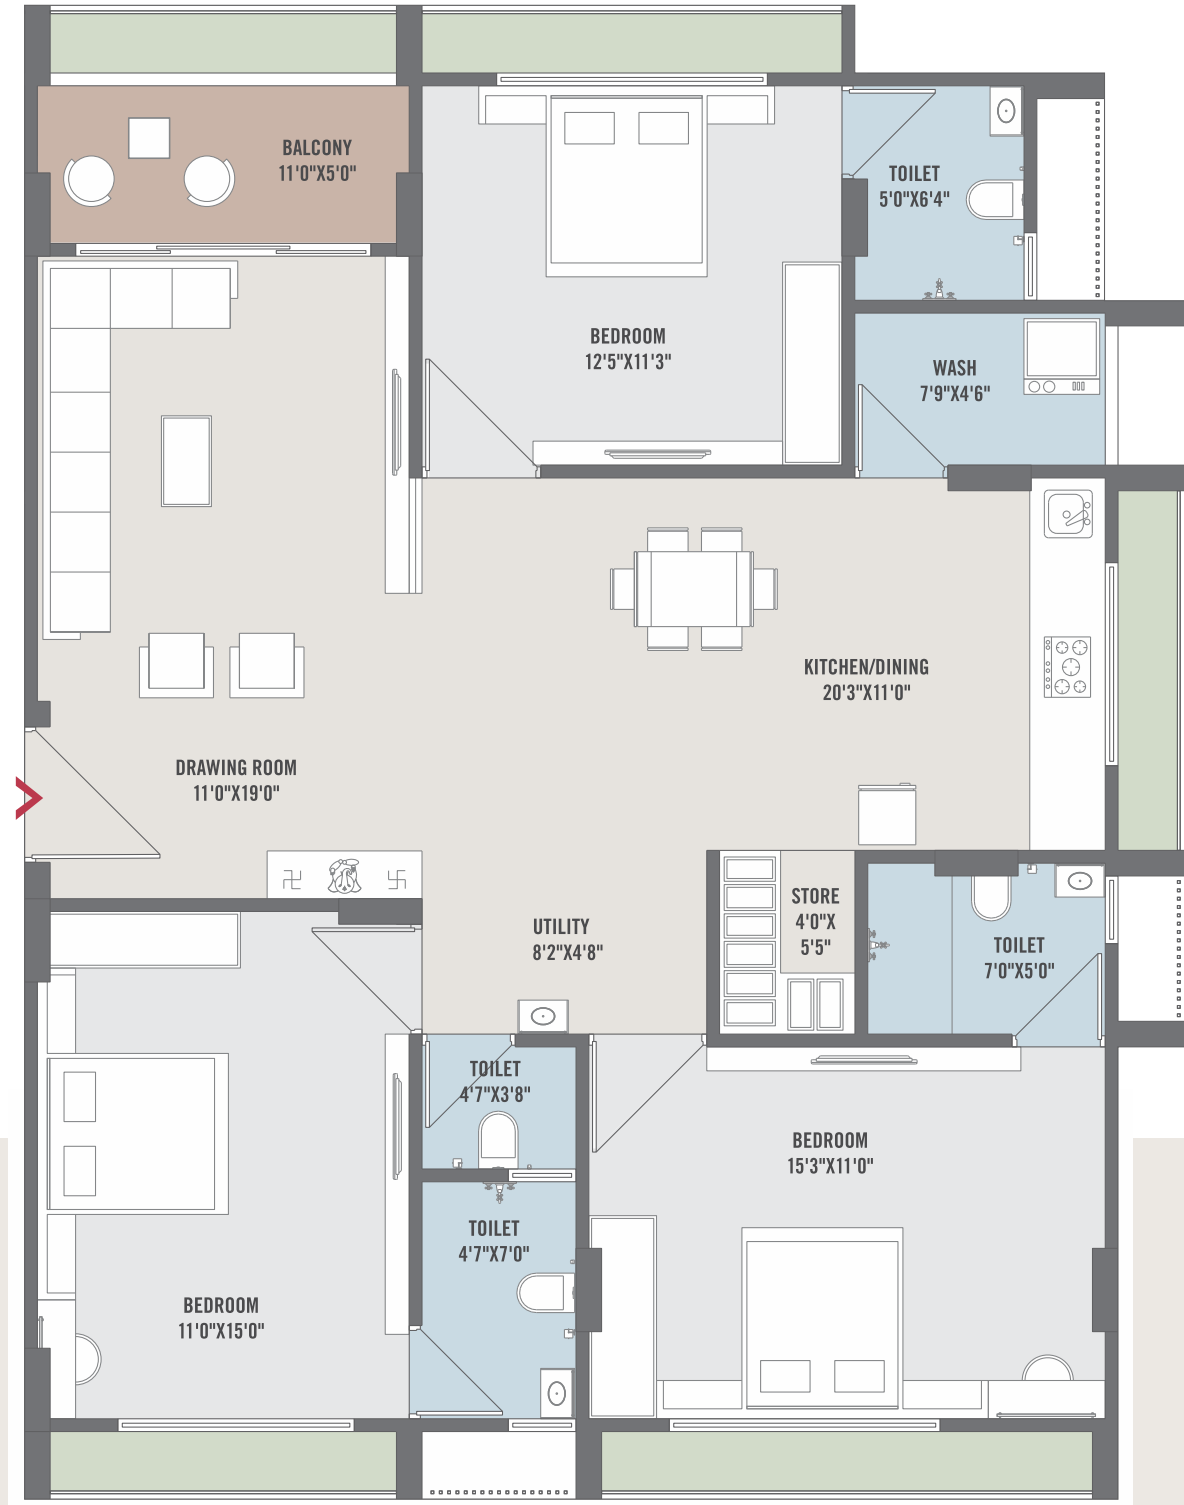 BALCONY
11'0"X5'0"
TOILET
5'0"X6'4"
BEDROOM
12'5"X11'3"
WASH
7'9"X4'6"
KITCHEN/DINING
20'3"X11'0"
DRAWING ROOM
11'0"X19'0"
STORE
4'0"X
5'5"
UTILITY
8'2"X4'8"
TOILET
7'0"X5'0"
TOILET
4'7"X3'8"
BEDROOM
15'3"X11'0"
TOILET
4'7"X7'0"
BEDROOM
11'0"X15'0"